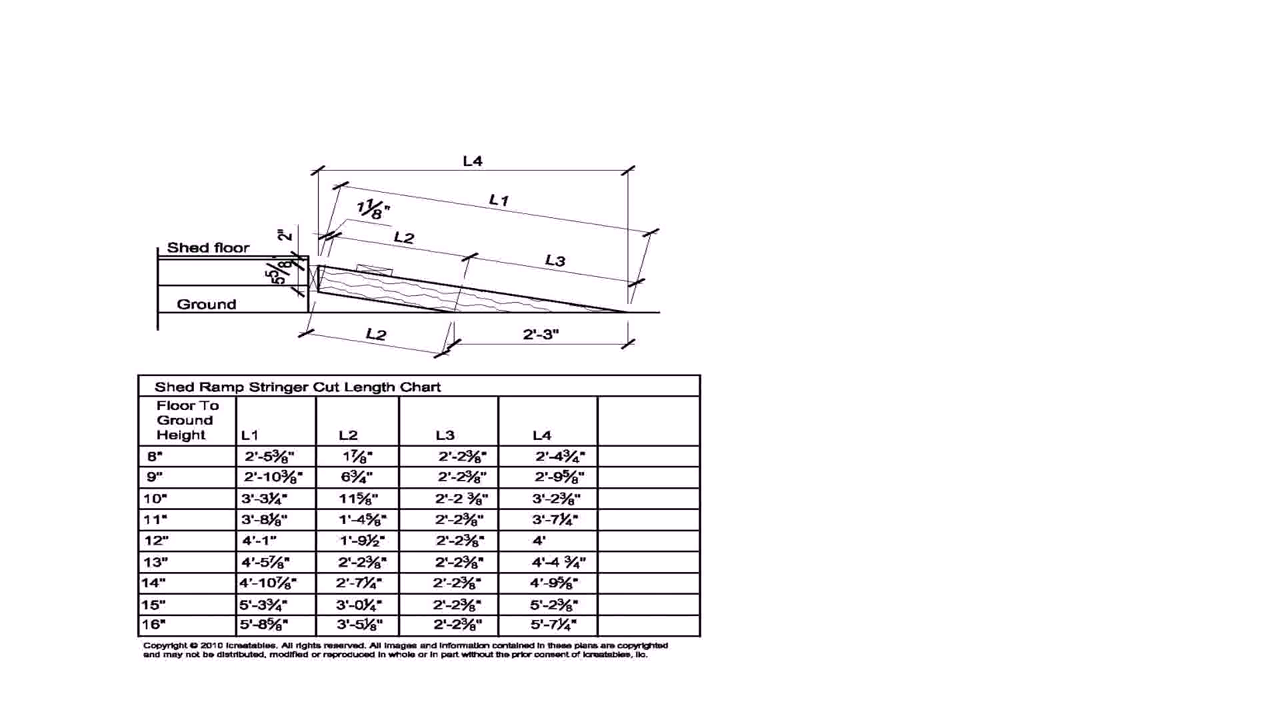 L4
L1
1 1/8"
2"
L2
Shed floor
L3
5 5/8"
Ground
L2
2'-3"
Shed Ramp Stringer Cut Length Chart
Floor To
Ground
Height L1 L2 L3 L4
8" 2'-5⅜" 1⅞" 2'-2⅜" 2'-4¾"
9" 2'-10⅜" 6¾" 2'-2⅜" 2'-9⅝"
10" 3'-3¼" 11⅝" 2'-2 ⅜" 3'-2⅜"
11" 3'-8⅛" 1'-4⅝" 2'-2⅜" 3'-7¼"
12" 4'-1" 1'-9½" 2'-2⅜" 4'
13" 4'-5⅞" 2'-2⅜" 2'-2⅜" 4'-4 ¾"
14" 4'-10⅞" 2'-7¼" 2'-2⅜" 4'-9⅝"
15" 5'-3¾" 3'-0¼" 2'-2⅜" 5'-2⅜"
16" 5'-8⅝" 3'-5⅛" 2'-2⅜" 5'-7¼"
Copyright © 2010 Icreatables. All rights reserved. All images and information contained in these plans are copyrighted
and may not be distributed, modified or reproduced in whole or in part without the prior consent of icreatables, llc.